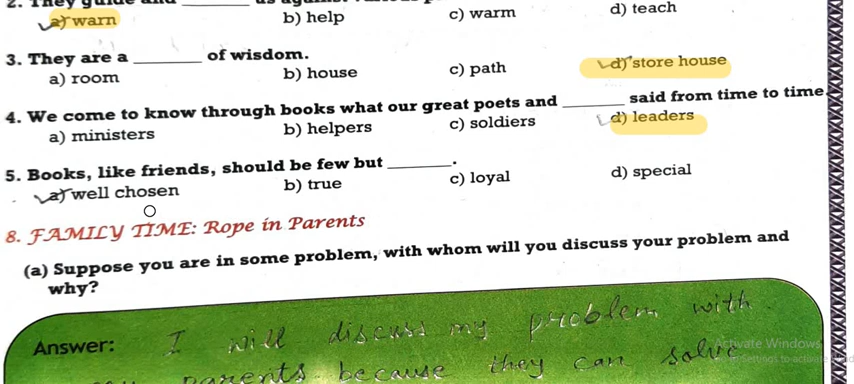 2. They guide and _______ us against various
a) warn b) help c) warm d) teach
3. They are a _______ of wisdom.
a) room b) house c) path d) store house
4. We come to know through books what our great poets and ______ said from time to time.
a) ministers b) helpers c) soldiers d) leaders
5. Books, like friends, should be few but _______.
a) well chosen b) true c) loyal d) special
8. FAMILY TIME: Rope in Parents
(a) Suppose you are in some problem, with whom will you discuss your problem and
why?
Answer: I will discuss my problem with
parents because they can solve
Activate Windows